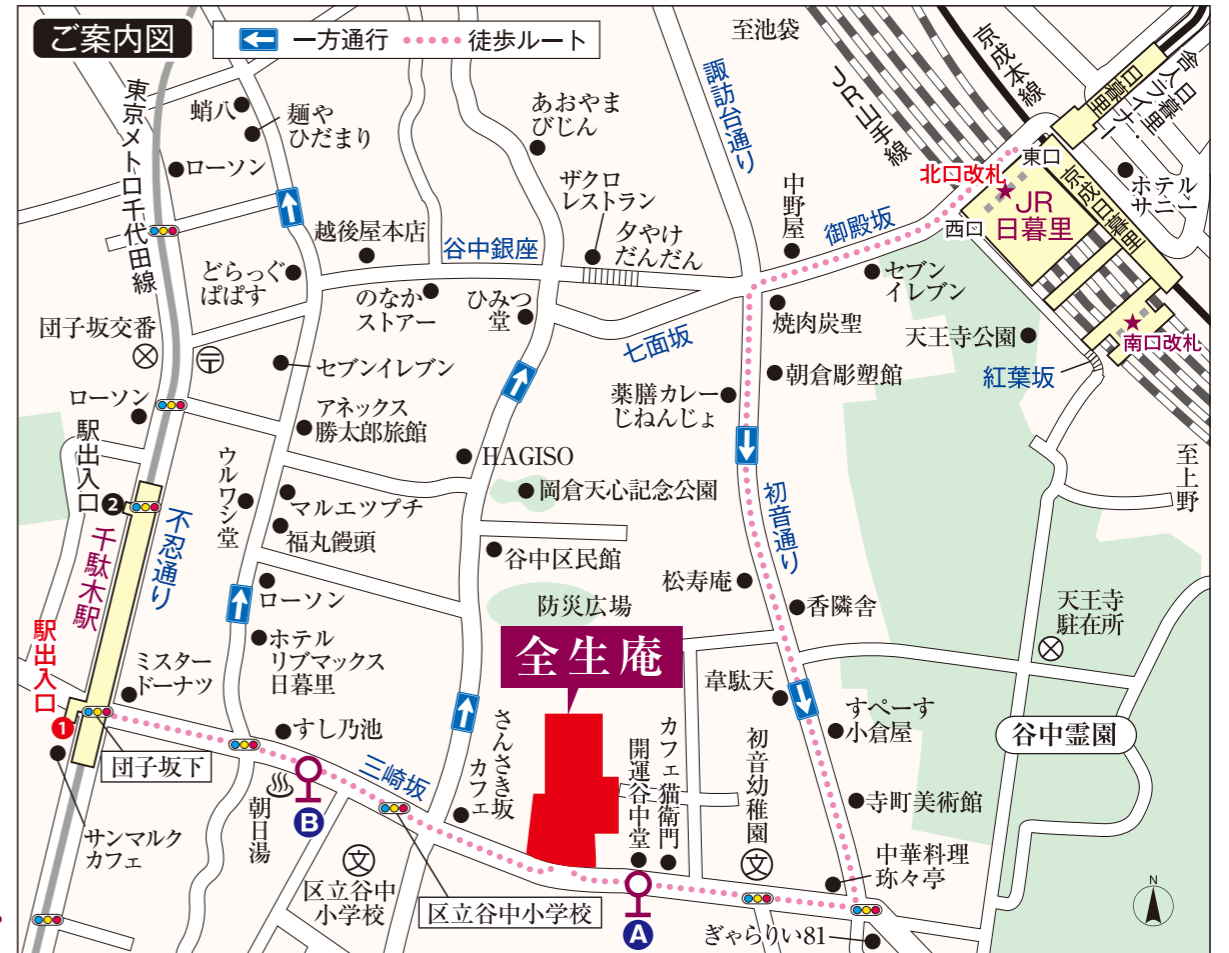 ご案内図
一方通行
徒歩ルート
至池袋
京成本線
舎人日暮里・
ライナー
日暮里
諏訪台通り
JR山手線
東京メトロ千代田線
蛸八
麺や
ひだまり
ローソン
あおやま
びじん
ザクロ
レストラン
夕やけ
だんだん
中野屋
御殿坂
北口改札
東口
西口
JR
日暮里
京成日暮里
ホテル
サニー
越後屋本店
谷中銀座
どらっぐ
ぱぱす
のなか
ストアー
ひみつ
堂
セブン
イレブン
団子坂交番
〒
セブンイレブン
七面坂
焼肉炭聖
天王寺公園
南口改札
紅葉坂
朝倉彫塑館
薬膳カレー
じねんじょ
ローソン
アネックス
勝太郎旅館
駅出入口
2
HAGISO
至上野
ウルワシ堂
マルエツプチ
岡倉天心記念公園
初音通り
不忍通り
千駄木駅
福丸饅頭
谷中区民館
松寿庵
香隣舎
ローソン
防災広場
天王寺
駐在所
駅出入口
1
ミスター
ドーナツ
ホテル
リブマックス
日暮里
全生庵
韋駄天
すぺーす
小倉屋
谷中霊園
すし乃池
さんさき坂
カフェ
開運谷中堂
カフェ猫衛門
初音幼稚園
団子坂下
三崎坂
寺町美術館
サンマルク
カフェ
朝日湯
B
文
区立谷中
小学校
区立谷中小学校
文
中華料理
珎々亭
A
ぎゃらりい81
N